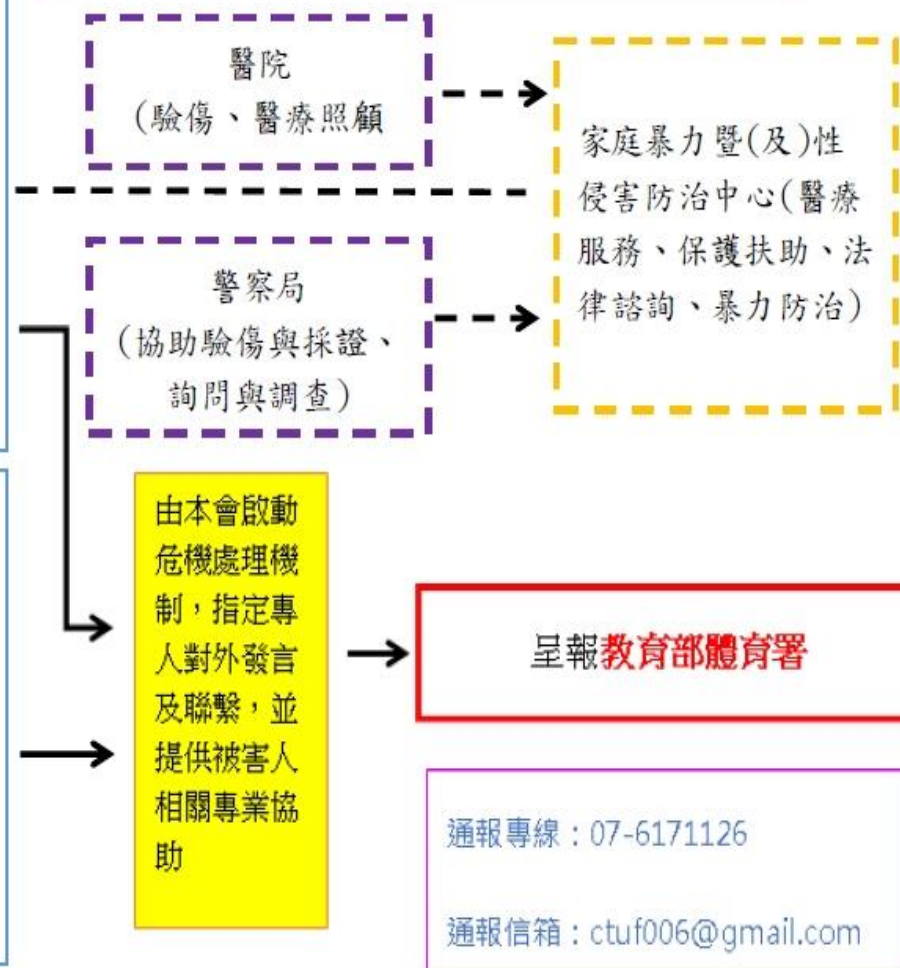 醫院
(驗傷、醫療照顧
家庭暴力暨(及)性
侵害防治中心(醫療
服務、保護扶助、法
律諮詢、暴力防治)
警察局
(協助驗傷與採證、
詢問與調查)
由本會啟動
危機處理機
制，指定專
人對外發言
及聯繫，並
提供被害人
相關專業協
助
呈報教育部體育署
通報專線：07-6171126
通報信箱：ctuf006@gmail.com